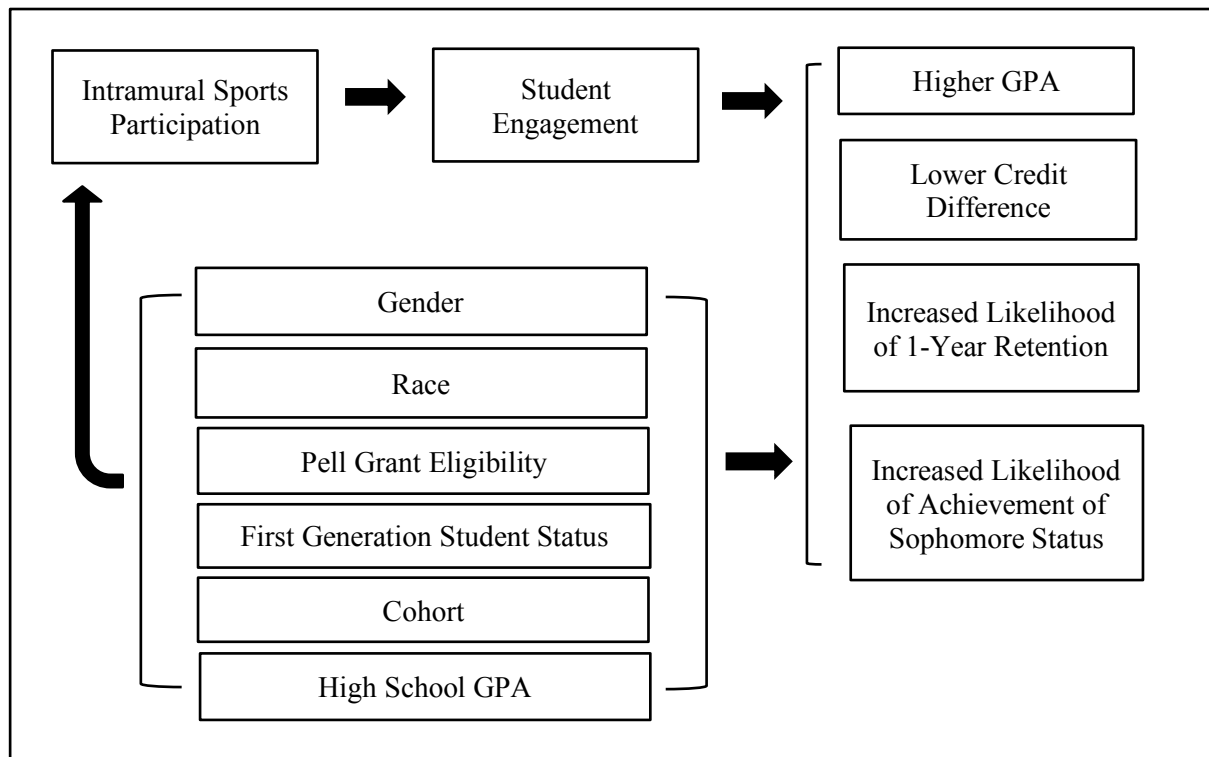 Intramural Sports
Participation
Student
Engagement
Higher GPA
Lower Credit
Difference
Increased Likelihood
of 1-Year Retention
Increased Likelihood
of Achievement of
Sophomore Status
Gender
Race
Pell Grant Eligibility
First Generation Student Status
Cohort
High School GPA